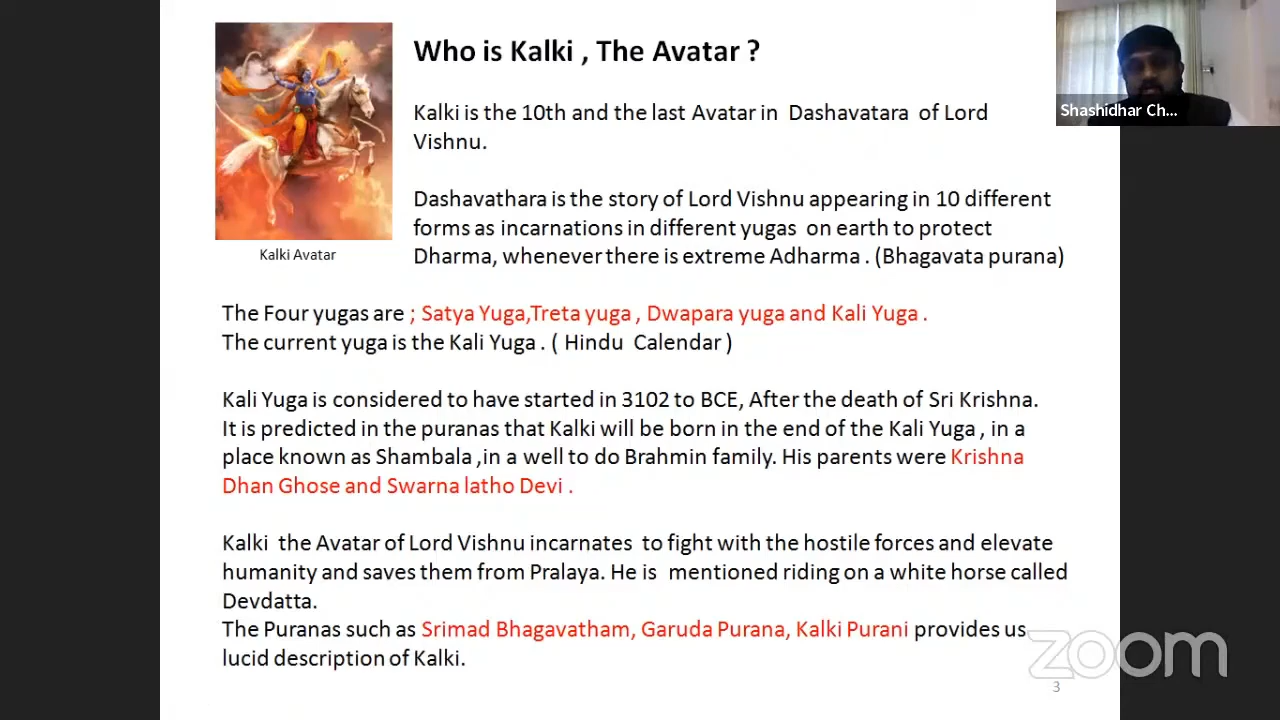 Who is Kalki , The Avatar ?
Kalki is the 10th and the last Avatar in Dashavatara of Lord
Vishnu.
Dashavathara is the story of Lord Vishnu appearing in 10 different
forms as incarnations in different yugas on earth to protect
Dharma, whenever there is extreme Adharma . (Bhagavata purana)
Kalki Avatar
The Four yugas are ; Satya Yuga,Treta yuga , Dwapara yuga and Kali Yuga .
The current yuga is the Kali Yuga . ( Hindu Calendar )
Kali Yuga is considered to have started in 3102 to BCE, After the death of Sri Krishna.
It is predicted in the puranas that Kalki will be born in the end of the Kali Yuga , in a
place known as Shambala ,in a well to do Brahmin family. His parents were Krishna
Dhan Ghose and Swarna latho Devi .
Kalki the Avatar of Lord Vishnu incarnates to fight with the hostile forces and elevate
humanity and saves them from Pralaya. He is mentioned riding on a white horse called
Devdatta.
The Puranas such as Srimad Bhagavatham, Garuda Purana, Kalki Purani provides us
lucid description of Kalki.
3
Shashidhar Ch...
zoom